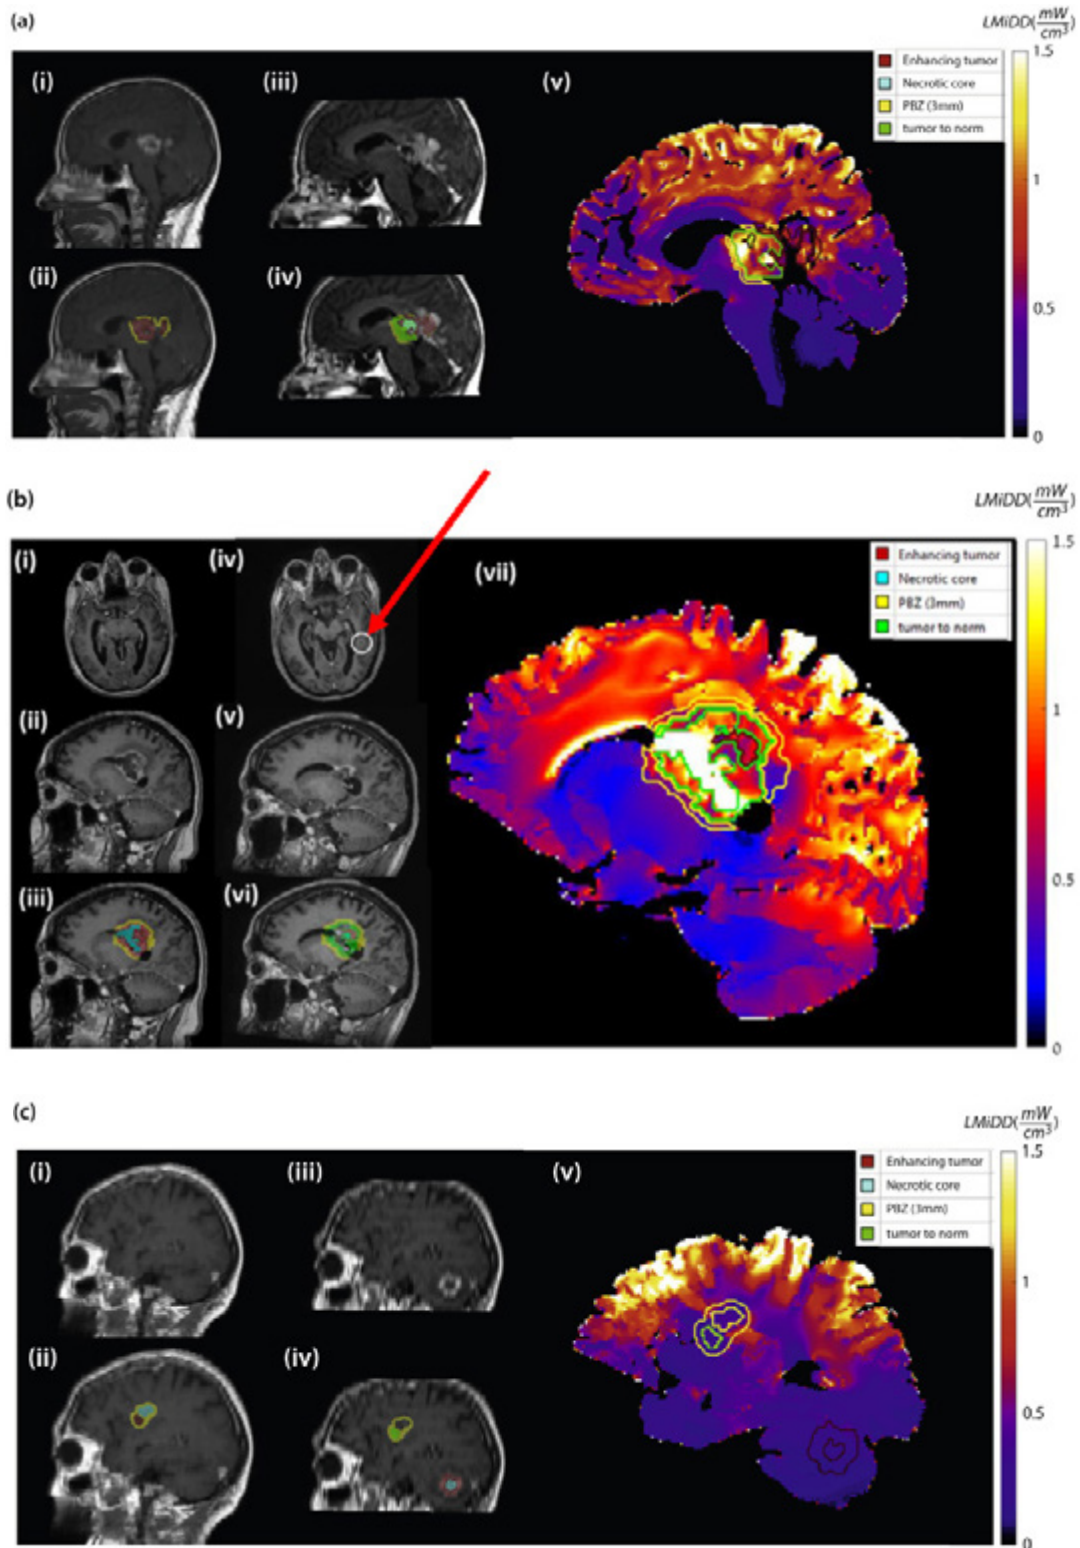 (a)
LMiDD(mW/cm³)
(i)
(iii)
(v)
Enhancing tumor
Necrotic core
PBZ (3mm)
tumor to norm
1.5
1
0.5
0
(ii)
(iv)
(b)
LMiDD(mW/cm³)
(i)
(iv)
(vii)
Enhancing tumor
Necrotic core
PBZ (3mm)
tumor to norm
1.5
1
0.5
0
(ii)
(v)
(iii)
(vi)
(c)
LMiDD(mW/cm³)
(i)
(iii)
(v)
Enhancing tumor
Necrotic core
PBZ (3mm)
tumor to norm
1.5
1
0.5
0
(ii)
(iv)